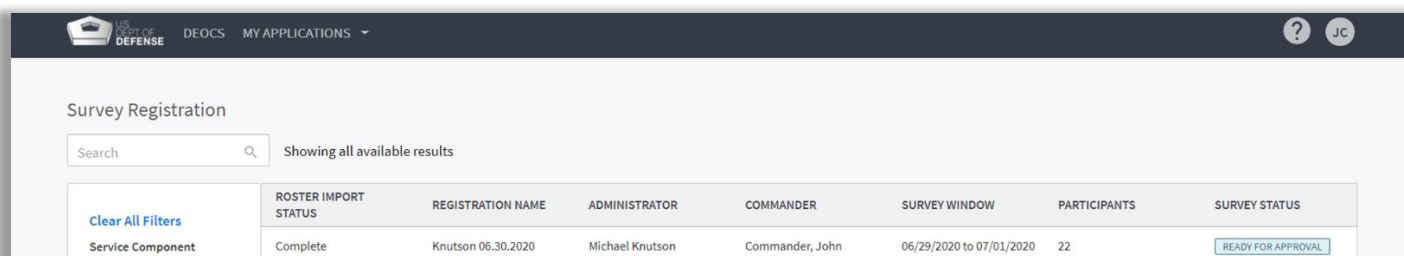 U.S.
DEPT OF
DEFENSE
DEOCS MY APPLICATIONS
?
JC
Survey Registration
Search
Showing all available results
Clear All Filters
Service Component
ROSTER IMPORT
STATUS
REGISTRATION NAME ADMINISTRATOR COMMANDER SURVEY WINDOW PARTICIPANTS SURVEY STATUS
Complete Knutson 06.30.2020 Michael Knutson Commander, John 06/29/2020 to 07/01/2020 22 READY FOR APPROVAL